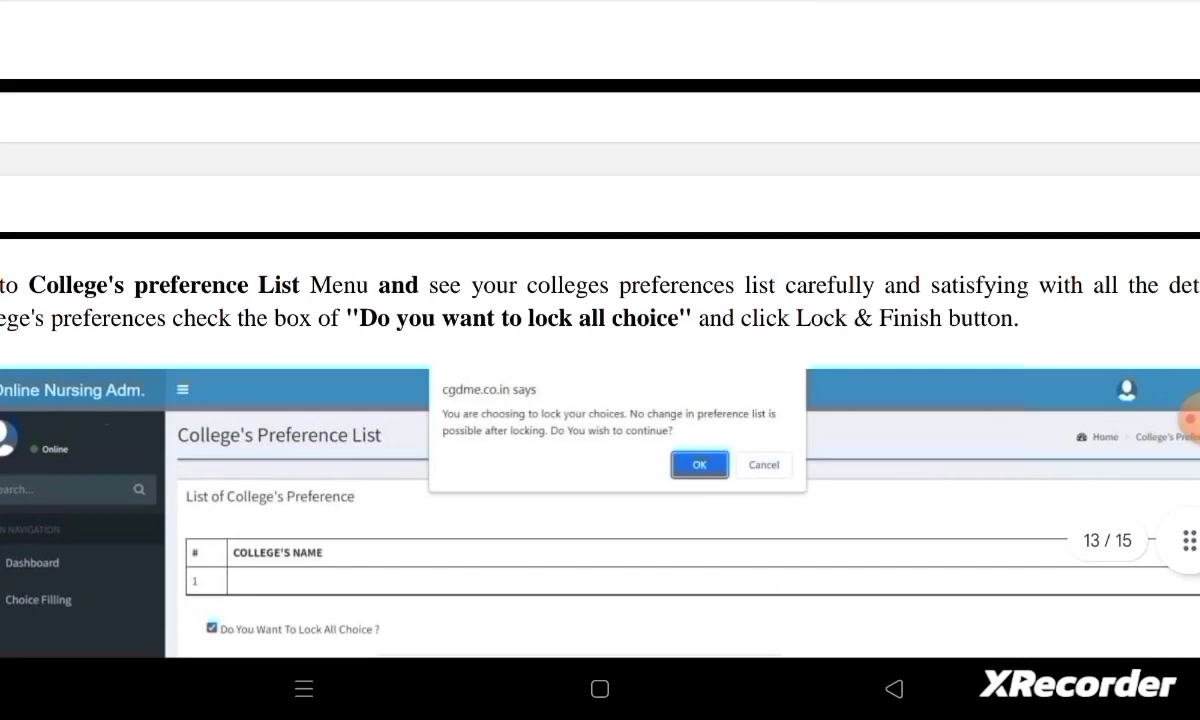 to College's preference List Menu and see your colleges preferences list carefully and satisfying with all the det
ege's preferences check the box of "Do you want to lock all choice" and click Lock & Finish button.
Online Nursing Adm.
cgdme.co.in says
You are choosing to lock your choices. No change in preference list is
possible after locking. Do You wish to continue?
OK Cancel
Online
College's Preference List
Home College's Prefe
earch...
List of College's Preference
N NAVIGATION
# COLLEGE'S NAME
13 / 15
Dashboard
1
Choice Filling
Do You Want To Lock All Choice ?
XRecorder